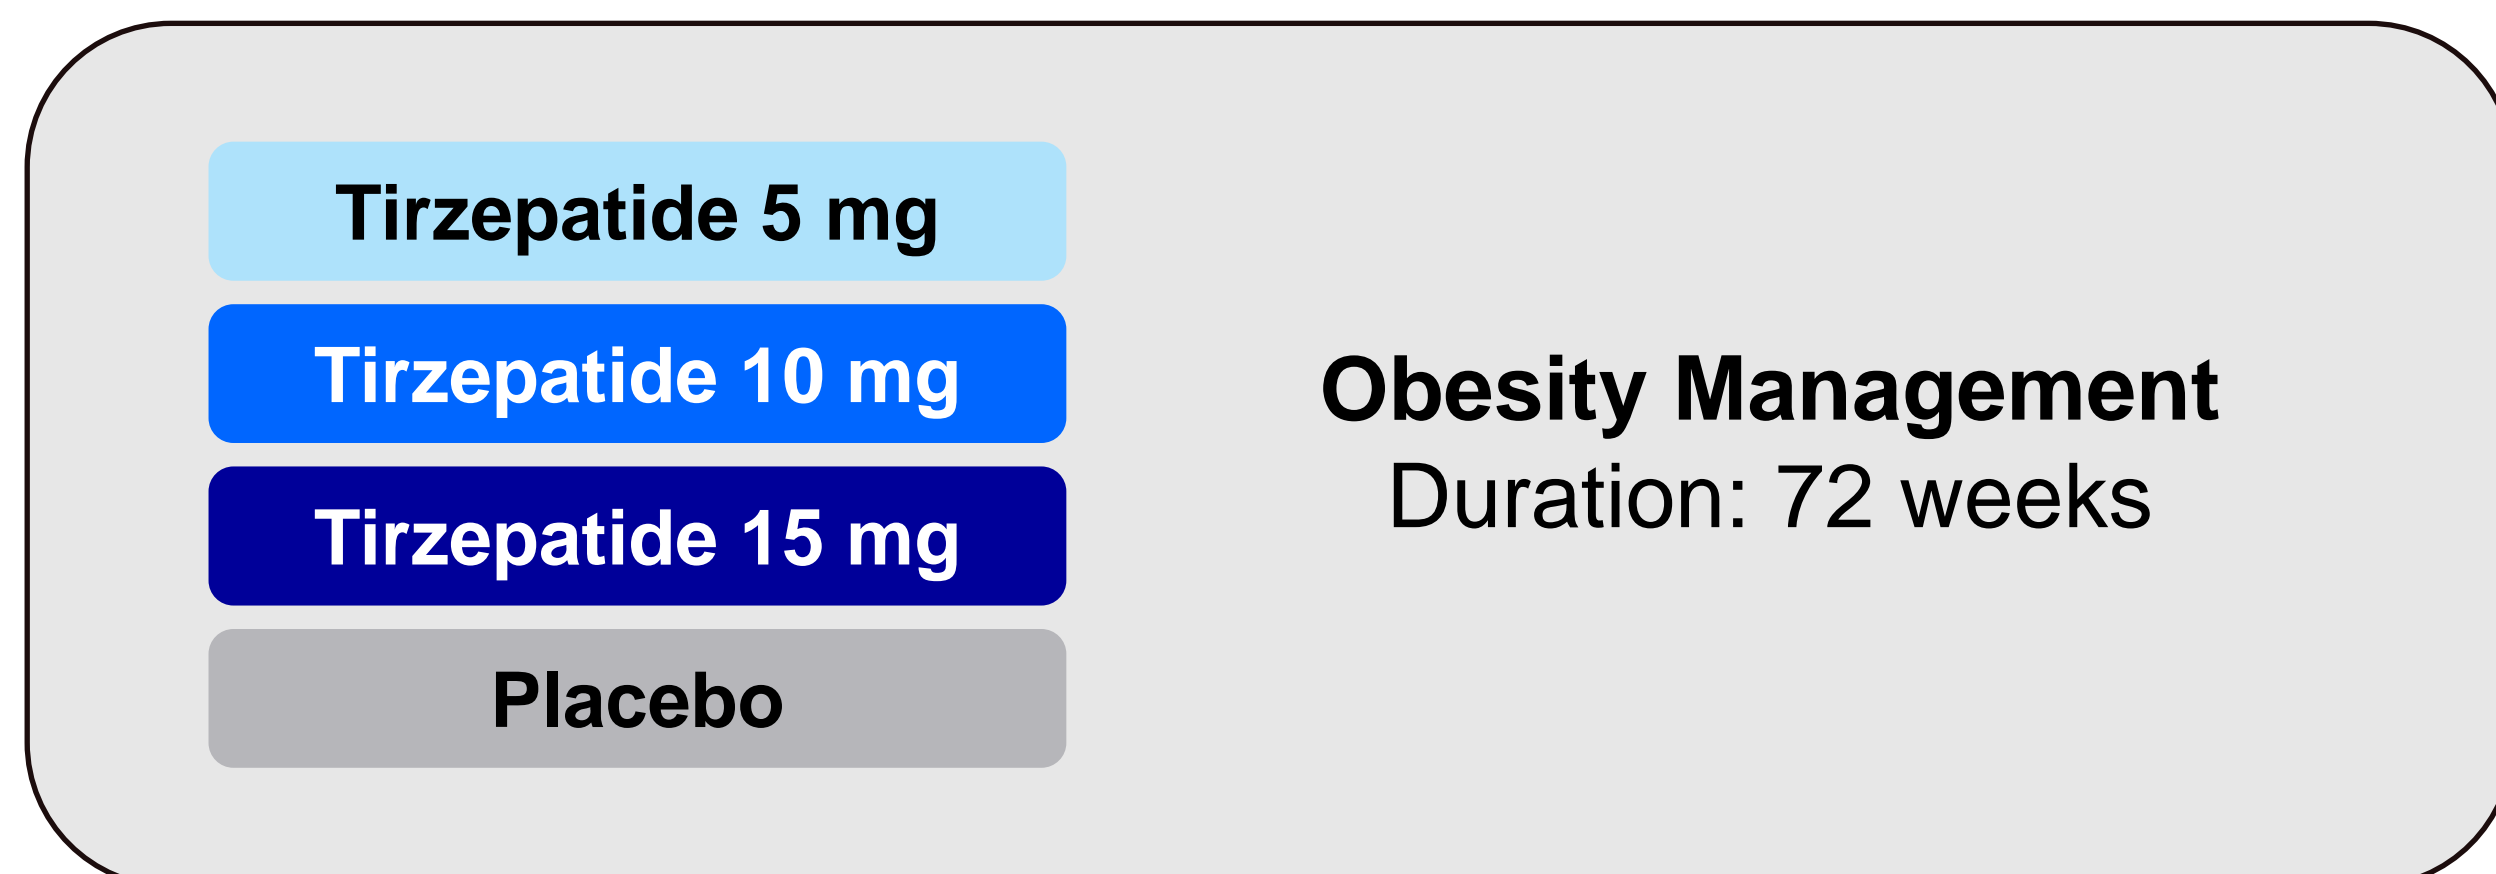 Tirzepatide 5 mg
Tirzepatide 10 mg
Tirzepatide 15 mg
Placebo
Obesity Management
Duration: 72 weeks